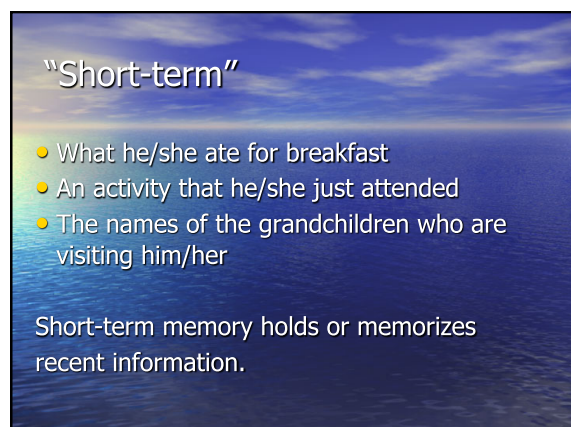 “Short-term”
• What he/she ate for breakfast
• An activity that he/she just attended
• The names of the grandchildren who are
visiting him/her
Short-term memory holds or memorizes
recent information.